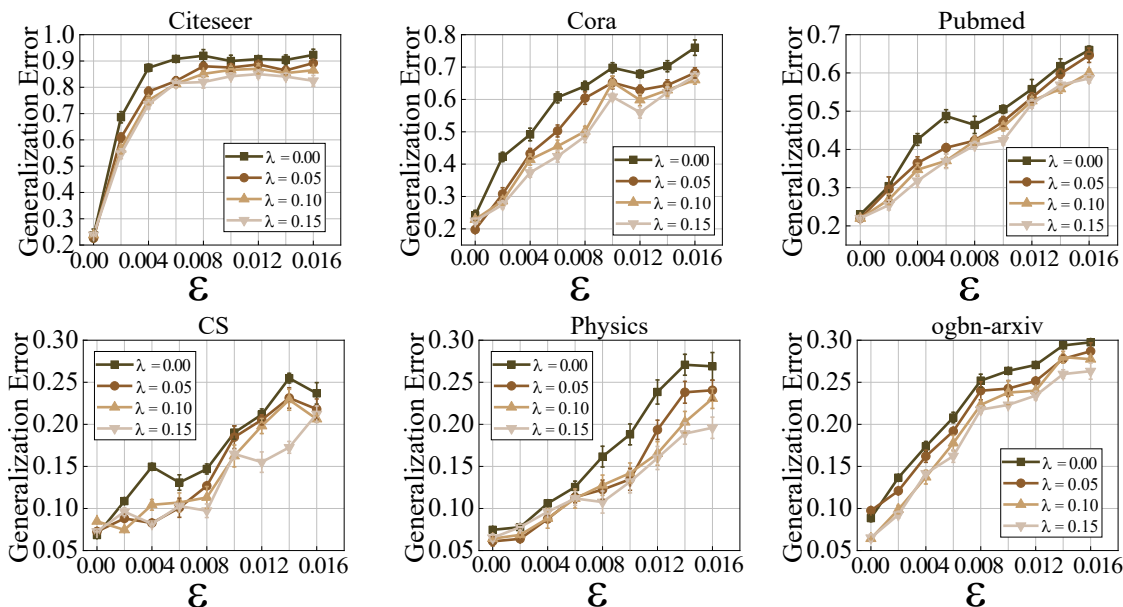 Citeseer
Generalization Error
1.0
0.9
0.8
0.7
0.6
0.5
0.4
0.3
0.2
λ = 0.00
λ = 0.05
λ = 0.10
λ = 0.15
0.00 0.004 0.008 0.012 0.016
ε
Cora
Generalization Error
0.8
0.7
0.6
0.5
0.4
0.3
0.2
λ = 0.00
λ = 0.05
λ = 0.10
λ = 0.15
0.00 0.004 0.008 0.012 0.016
ε
Pubmed
Generalization Error
0.7
0.6
0.5
0.4
0.3
0.2
λ = 0.00
λ = 0.05
λ = 0.10
λ = 0.15
0.00 0.004 0.008 0.012 0.016
ε
CS
Generalization Error
0.30
0.25
0.20
0.15
0.10
0.05
λ = 0.00
λ = 0.05
λ = 0.10
λ = 0.15
0.00 0.004 0.008 0.012 0.016
ε
Physics
Generalization Error
0.30
0.25
0.20
0.15
0.10
0.05
λ = 0.00
λ = 0.05
λ = 0.10
λ = 0.15
0.00 0.004 0.008 0.012 0.016
ε
ogbn-arxiv
Generalization Error
0.30
0.25
0.20
0.15
0.10
0.05
λ = 0.00
λ = 0.05
λ = 0.10
λ = 0.15
0.00 0.004 0.008 0.012 0.016
ε